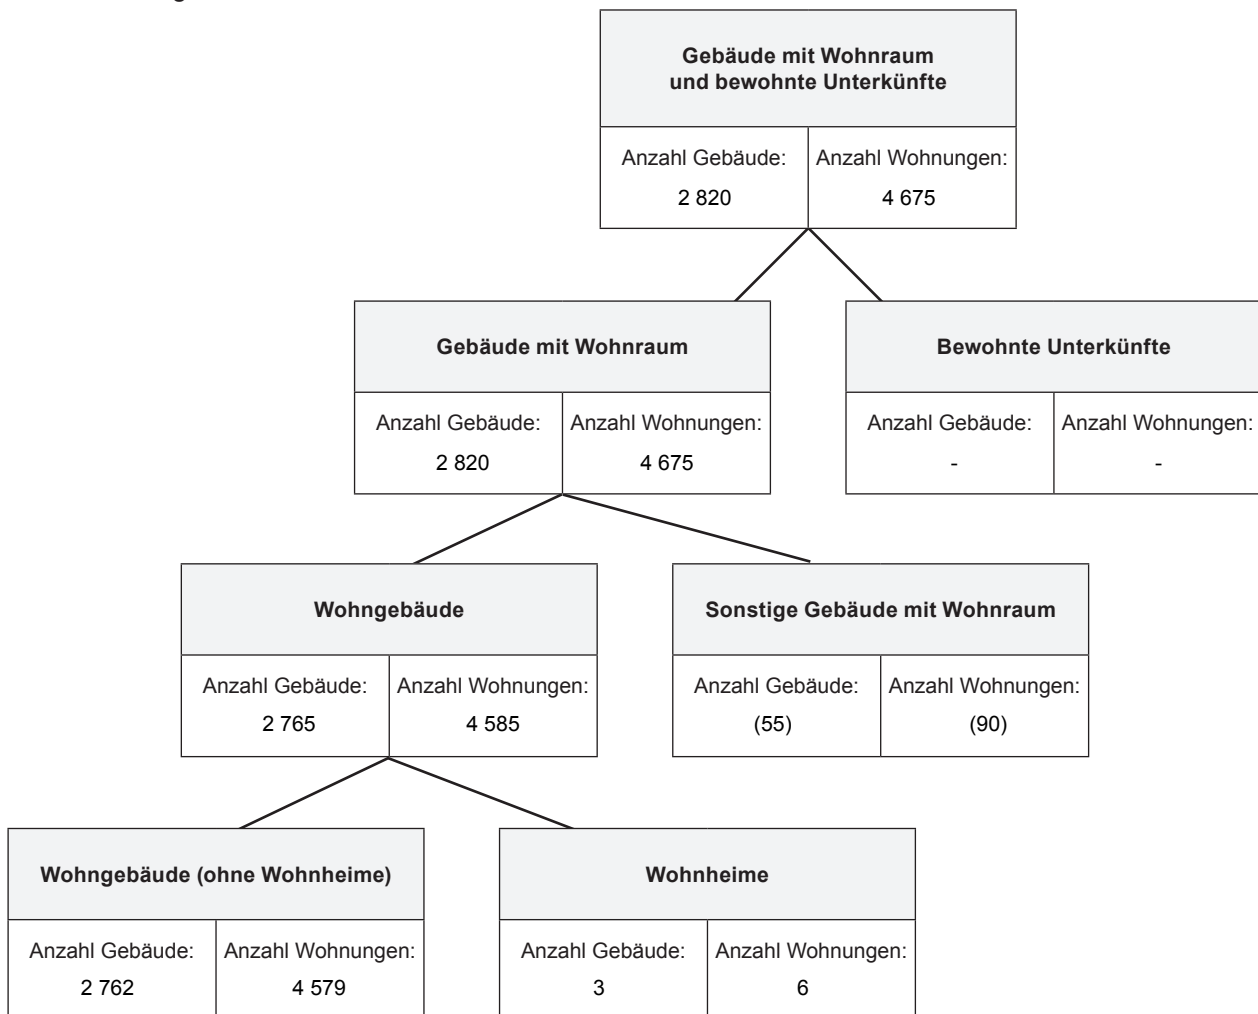 Gebäude mit Wohnraum
und bewohnte Unterkünfte
Anzahl Gebäude:
Anzahl Wohnungen:
2 820
4 675
Gebäude mit Wohnraum
Bewohnte Unterkünfte
Anzahl Gebäude:
Anzahl Wohnungen:
Anzahl Gebäude:
Anzahl Wohnungen:
2 820
4 675
-
-
Wohngebäude
Sonstige Gebäude mit Wohnraum
Anzahl Gebäude:
Anzahl Wohnungen:
Anzahl Gebäude:
Anzahl Wohnungen:
2 765
4 585
(55)
(90)
Wohngebäude (ohne Wohnheime)
Wohnheime
Anzahl Gebäude:
Anzahl Wohnungen:
Anzahl Gebäude:
Anzahl Wohnungen:
2 762
4 579
3
6